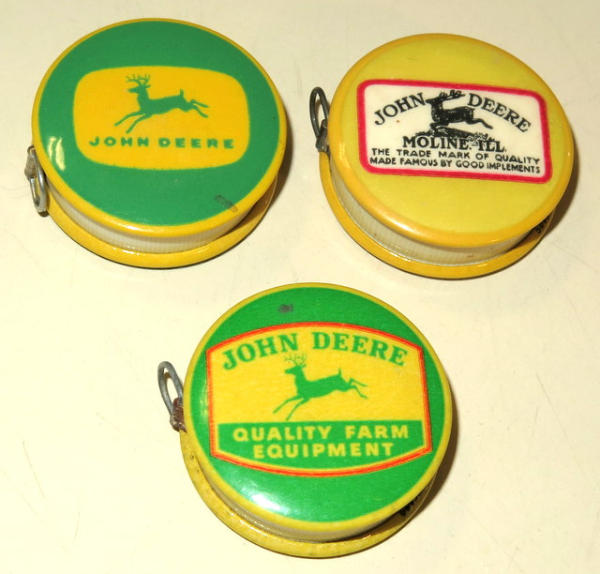 JOHN DEERE
JOHN DEERE
MOLINE, ILL.
THE TRADE MARK OF QUALITY
MADE FAMOUS BY GOOD IMPLEMENTS
JOHN DEERE
QUALITY FARM
EQUIPMENT